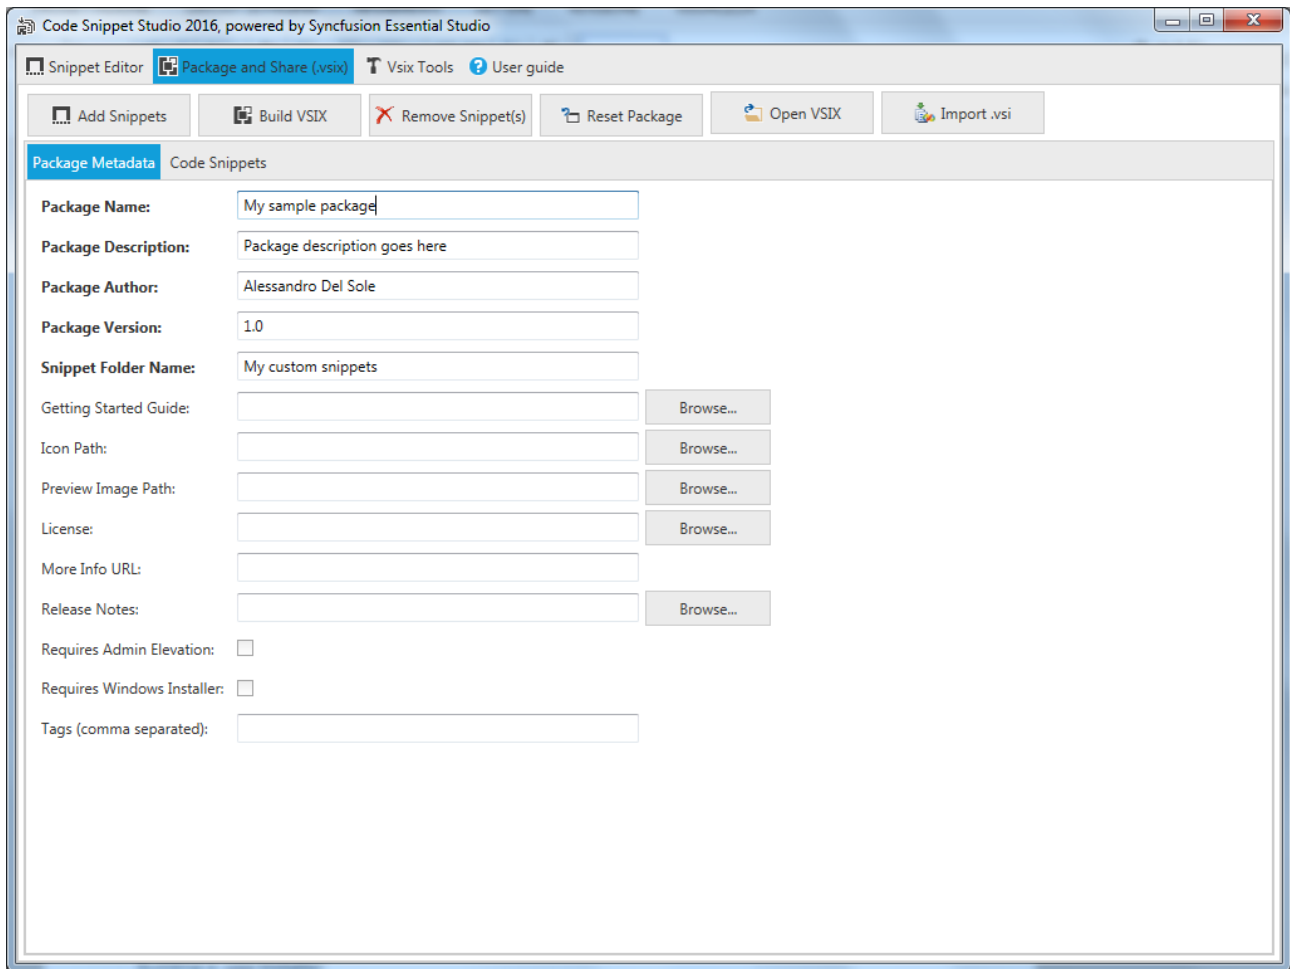 Code Snippet Studio 2016, powered by Syncfusion Essential Studio
Snippet Editor Package and Share (.vsix) Vsix Tools User guide
Add Snippets Build VSIX Remove Snippet(s) Reset Package Open VSIX Import .vsi
Package Metadata Code Snippets
Package Name: My sample package
Package Description: Package description goes here
Package Author: Alessandro Del Sole
Package Version: 1.0
Snippet Folder Name: My custom snippets
Getting Started Guide: Browse...
Icon Path: Browse...
Preview Image Path: Browse...
License: Browse...
More Info URL:
Release Notes: Browse...
Requires Admin Elevation:
Requires Windows Installer:
Tags (comma separated):